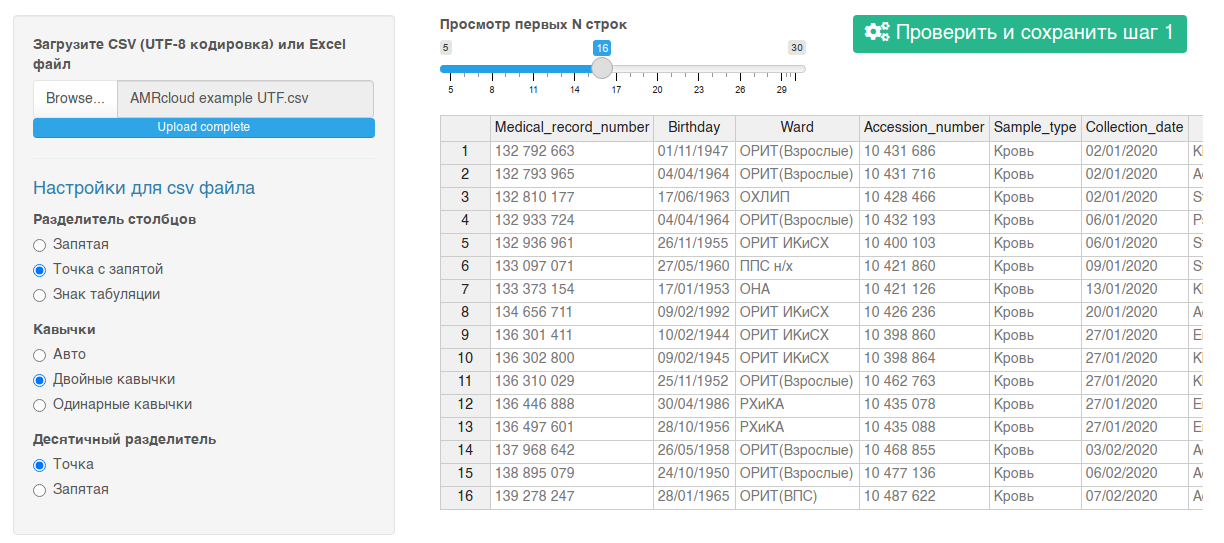 Загрузите CSV (UTF-8 кодировка) или Excel
файл
Browse... AMRcloud example UTF.csv
Upload complete
Настройки для csv файла
Разделитель столбцов
Запятая
Точка с запятой
Знак табуляции
Кавычки
Авто
Двойные кавычки
Одинарные кавычки
Десятичный разделитель
Точка
Запятая
Просмотр первых N строк
5 16 30
5 8 11 14 17 20 23 26 29
Проверить и сохранить шаг 1
Medical_record_number Birthday Ward Accession_number Sample_type Collection_date
1 132 792 663 01/11/1947 ОРИТ(Взрослые) 10 431 686 Кровь 02/01/2020
2 132 793 965 04/04/1964 ОРИТ(Взрослые) 10 431 716 Кровь 02/01/2020
3 132 810 177 17/06/1963 ОХЛИП 10 428 466 Кровь 02/01/2020
4 132 933 724 04/04/1964 ОРИТ(Взрослые) 10 432 193 Кровь 06/01/2020
5 132 936 961 26/11/1955 ОРИТ ИКиСХ 10 400 103 Кровь 06/01/2020
6 133 097 071 27/05/1960 ППС н/х 10 421 860 Кровь 09/01/2020
7 133 373 154 17/01/1953 ОНА 10 421 126 Кровь 13/01/2020
8 134 656 711 09/02/1992 ОРИТ ИКиСХ 10 426 236 Кровь 20/01/2020
9 136 301 411 10/02/1944 ОРИТ ИКиСХ 10 398 860 Кровь 27/01/2020
10 136 302 800 09/02/1945 ОРИТ ИКиСХ 10 398 864 Кровь 27/01/2020
11 136 310 029 25/11/1952 ОРИТ(Взрослые) 10 462 763 Кровь 27/01/2020
12 136 446 888 30/04/1986 РХиКА 10 435 078 Кровь 27/01/2020
13 136 497 601 28/10/1956 РХиКА 10 435 088 Кровь 27/01/2020
14 137 968 642 26/05/1958 ОРИТ(Взрослые) 10 468 855 Кровь 03/02/2020
15 138 895 079 24/10/1950 ОРИТ(Взрослые) 10 477 136 Кровь 06/02/2020
16 139 278 247 28/01/1965 ОРИТ(ВПС) 10 487 622 Кровь 07/02/2020